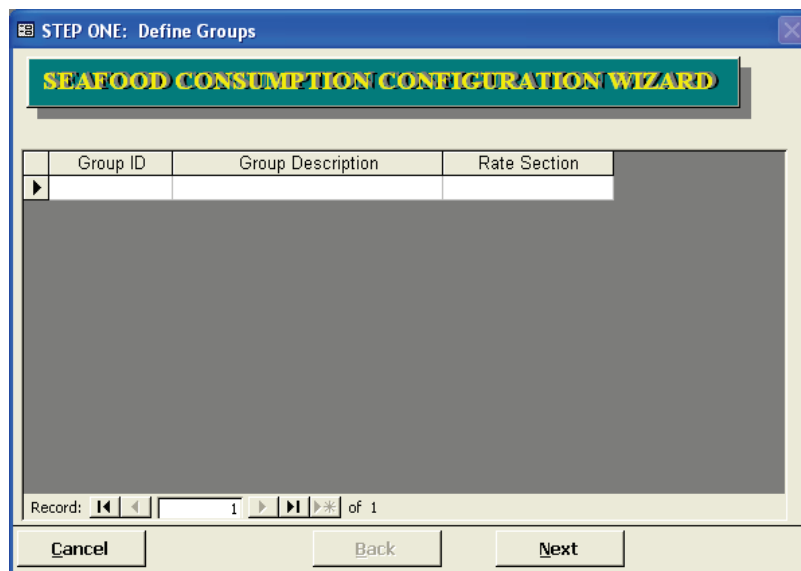 STEP ONE: Define Groups
SEAFOOD CONSUMPTION CONFIGURATION WIZARD
Group ID Group Description Rate Section
Record: 1 of 1
Cancel Back Next